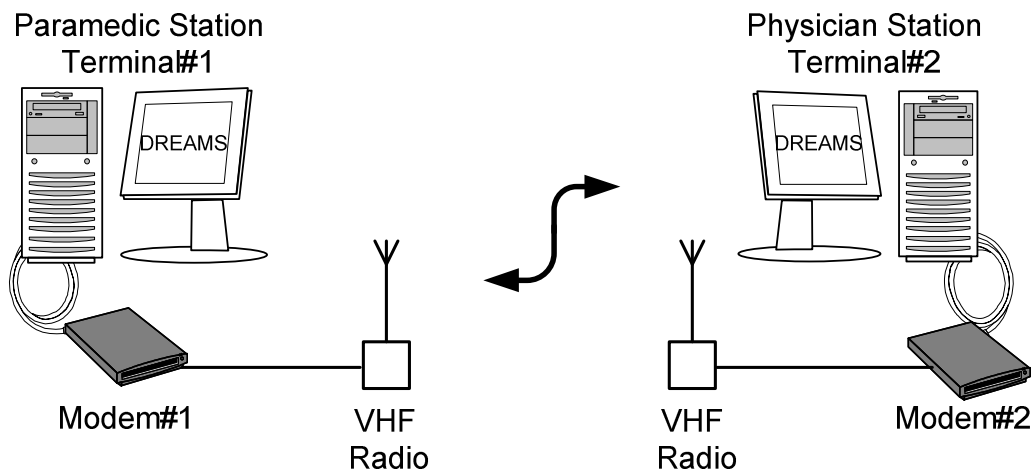 Paramedic Station
Terminal#1
DREAMS
Modem#1
VHF
Radio
Physician Station
Terminal#2
DREAMS
VHF
Radio
Modem#2